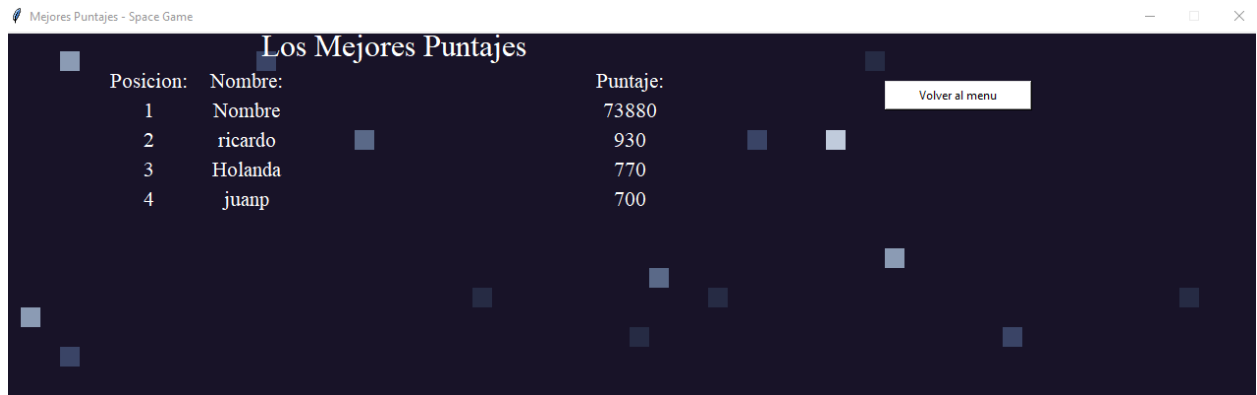 Mejores Puntajes - Space Game
Los Mejores Puntajes
Posicion: Nombre: Puntaje:
Volver al menu
1 Nombre 73880
2 ricardo 930
3 Holanda 770
4 juanp 700